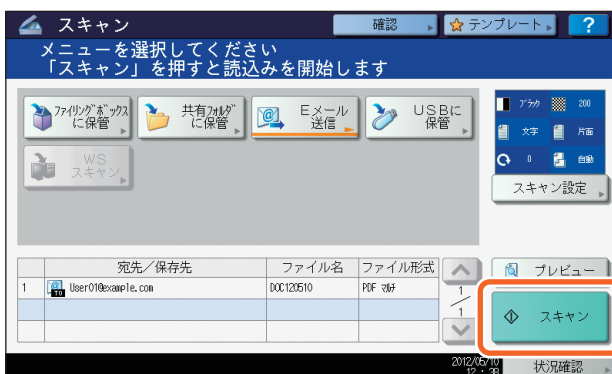 スキャン
確認
テンプレート
?
メニューを選択してください
「スキャン」を押すと読込みを開始します
ﾌｧｲﾘﾝｸﾞﾎﾞｯｸｽ
に保管
共有ﾌｫﾙﾀﾞ
に保管
Eメール
送信
USBに
保管
WS
スキャン
ﾌﾞﾗｯｸ
200
文字
片面
0
自動
スキャン設定
宛先／保存先
ファイル名
ファイル形式
1
TO
User01@example.com
DOC120510
PDF ﾏﾙﾁ
1
1
プレビュー
スキャン
2012/05/10
12：38
状況確認